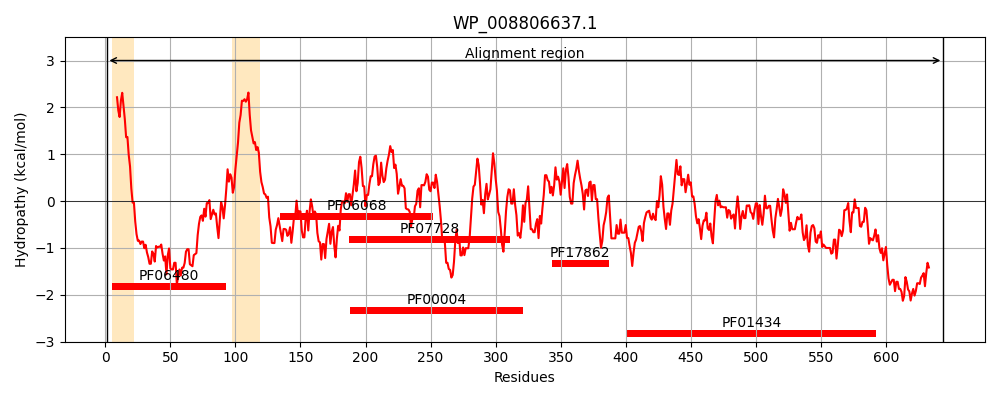 WP_008806637.1
Alignment region
Hydropathy (kcal/mol)
3
2
1
0
−1
−2
−3
PF06068
PF07728
PF17862
PF06480
PF00004
PF01434
0 50 100 150 200 250 300 350 400 450 500 550 600
Residues